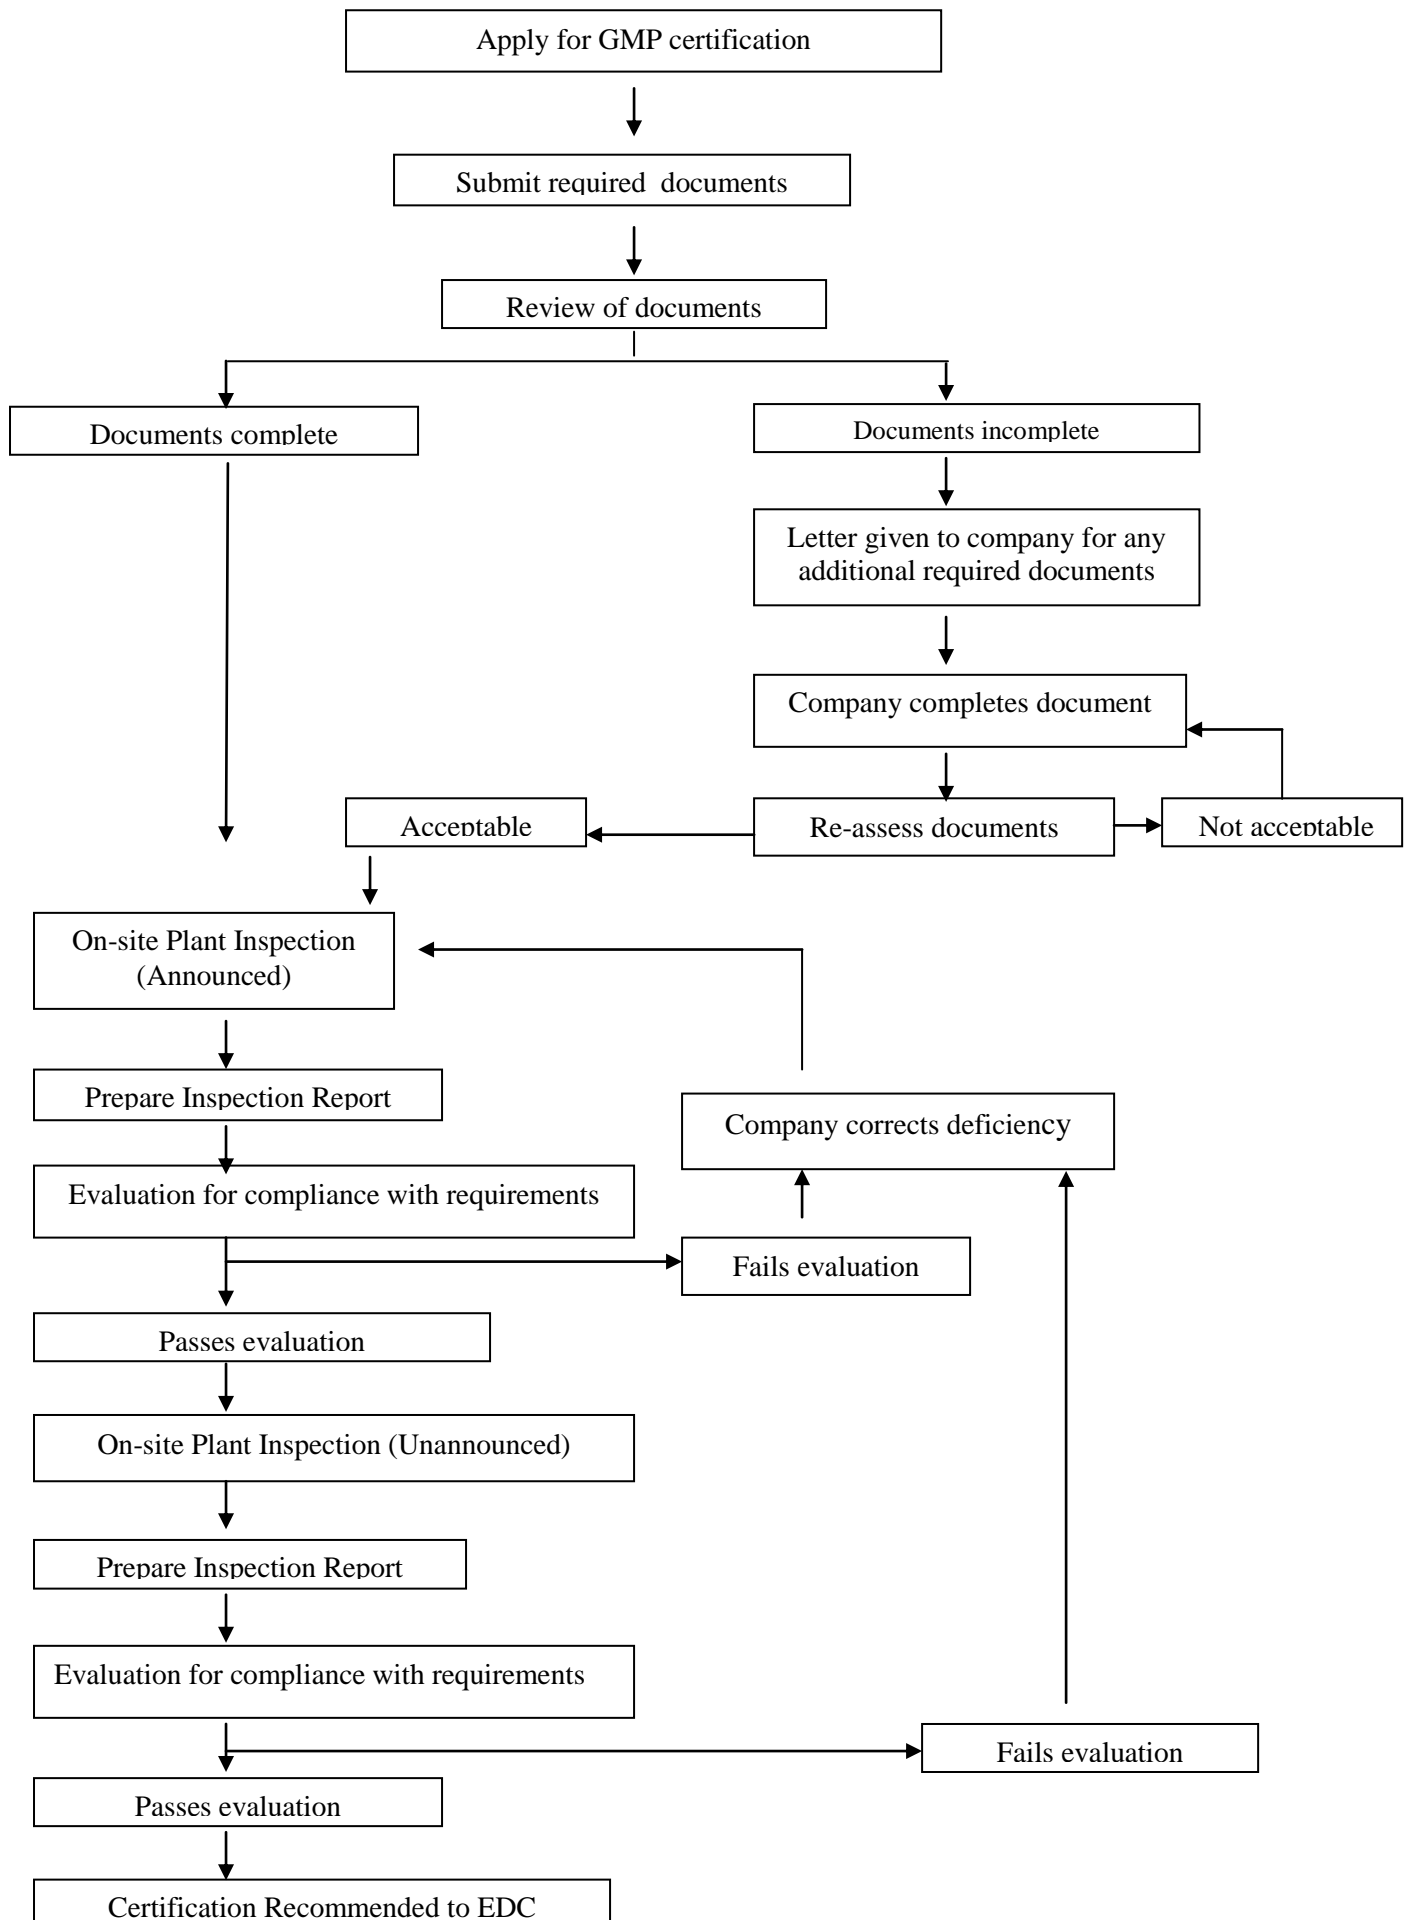 Apply for GMP certification
Submit required  documents
Review of documents
Documents complete
Documents incomplete
Letter given to company for any
additional required documents
Company completes document
Acceptable
Re-assess documents
Not acceptable
On-site Plant Inspection
(Announced)
Prepare Inspection Report
Company corrects deficiency
Evaluation for compliance with requirements
Fails evaluation
Passes evaluation
On-site Plant Inspection (Unannounced)
Prepare Inspection Report
Evaluation for compliance with requirements
Fails evaluation
Passes evaluation
Certification Recommended to EDC